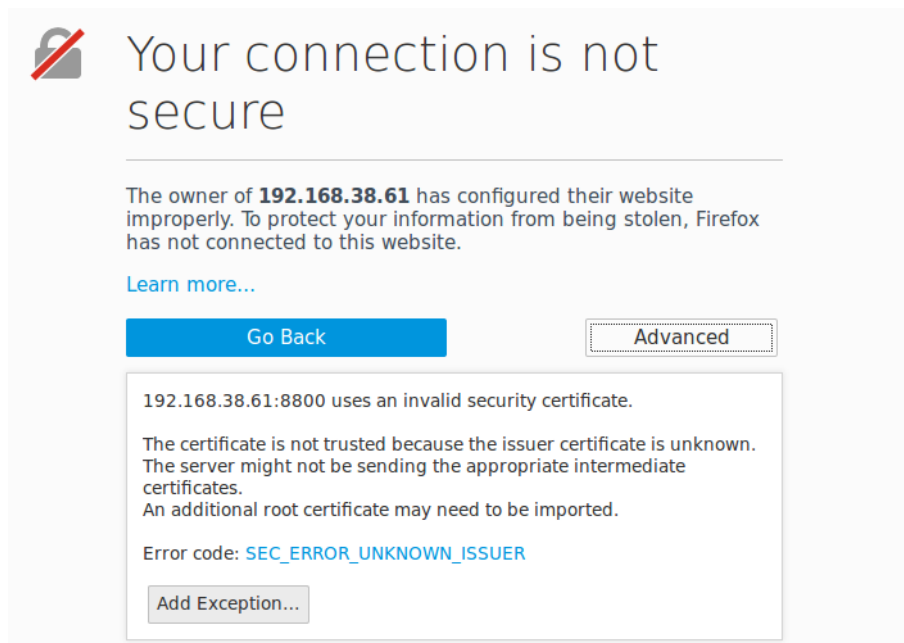 Your connection is not
secure
The owner of 192.168.38.61 has configured their website
improperly. To protect your information from being stolen, Firefox
has not connected to this website.
Learn more…
Go Back
Advanced
192.168.38.61:8800 uses an invalid security certificate.
The certificate is not trusted because the issuer certificate is unknown.
The server might not be sending the appropriate intermediate
certificates.
An additional root certificate may need to be imported.
Error code: SEC_ERROR_UNKNOWN_ISSUER
Add Exception…